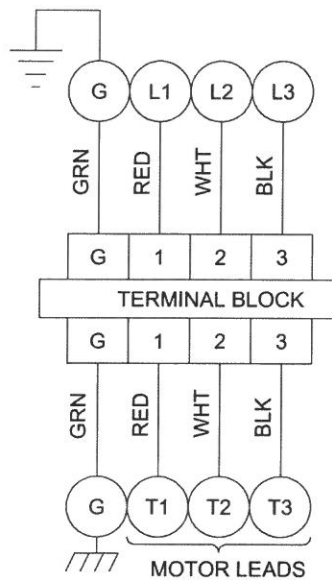 G L1 L2 L3
GRN RED WHT BLK
G 1 2 3
TERMINAL BLOCK
G 1 2 3
GRN RED WHT BLK
G T1 T2 T3
MOTOR LEADS